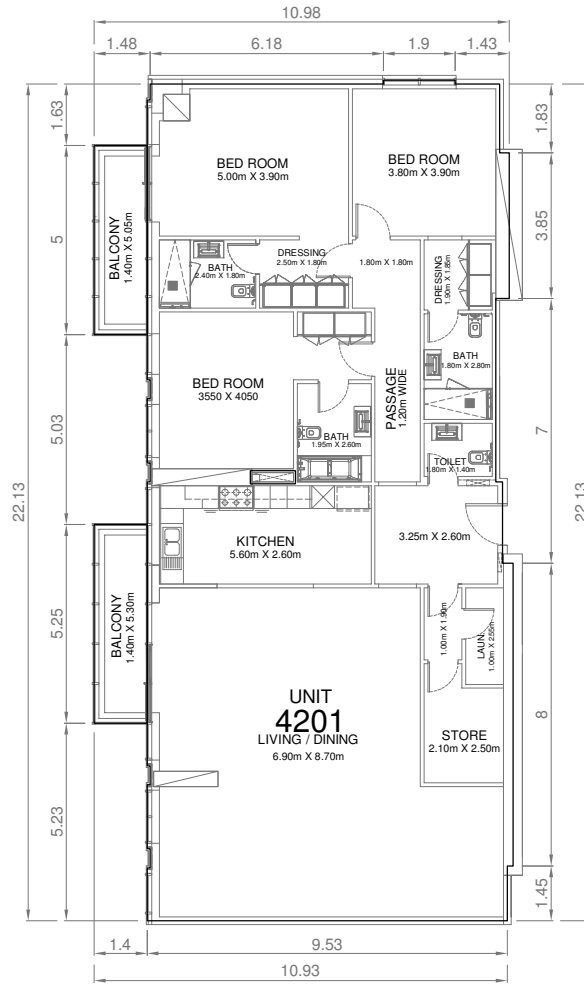 10.98
1.48
6.18
1.9
1.43
1.63
1.83
BED ROOM
5.00m X 3.90m
BED ROOM
3.80m X 3.90m
5
BALCONY
1.40m X 5.05m
3.85
DRESSING
2.50m X 1.80m
1.80m X 1.80m
BATH
2.40m X 1.80m
DRESSING
1.90m X 1.85m
BED ROOM
3550 X 4050
PASSAGE
1.20m WIDE
BATH
1.80m X 2.80m
5.03
BATH
1.95m X 2.60m
7
TOILET
1.80m X 1.40m
22.13
22.13
KITCHEN
5.60m X 2.60m
3.25m X 2.60m
5.25
BALCONY
1.40m X 5.30m
1.00m X 1.90m
LAUN.
1.00m X 2.55m
UNIT
4201
LIVING / DINING
6.90m X 8.70m
STORE
2.10m X 2.50m
8
5.23
1.45
1.4
9.53
10.93